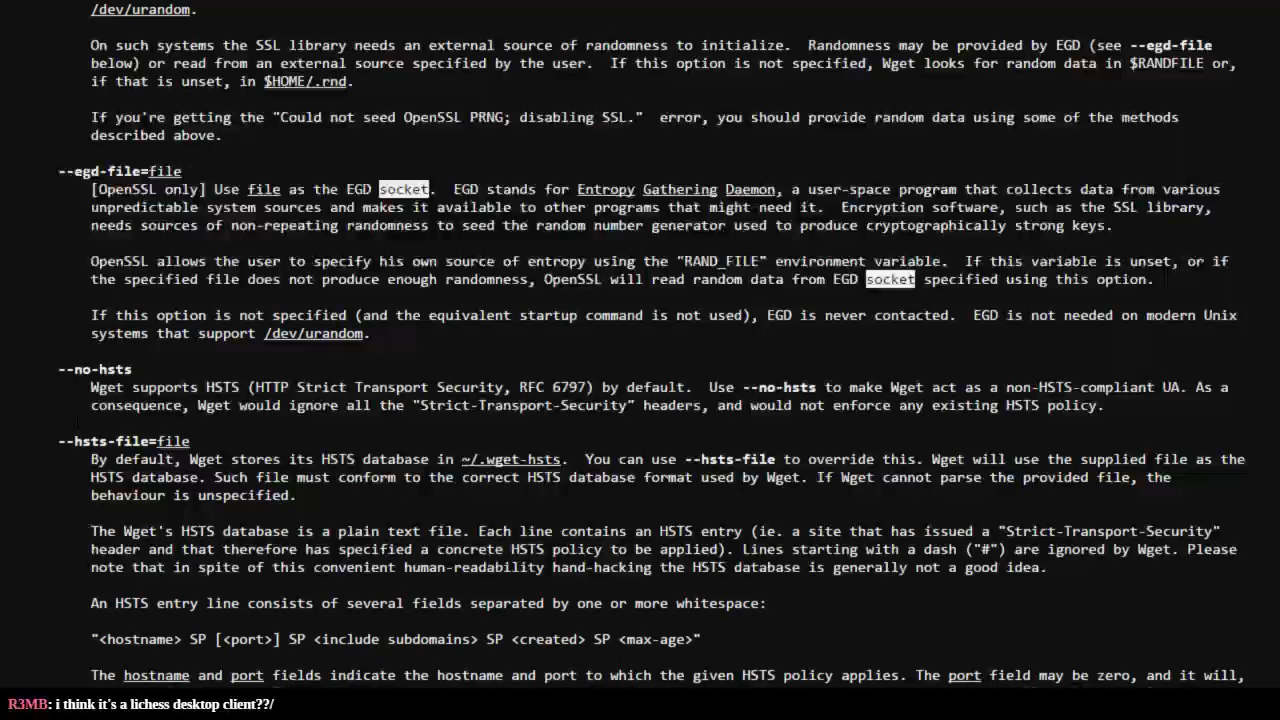 /dev/urandom.
On such systems the SSL library needs an external source of randomness to initialize.  Randomness may be provided by EGD (see --egd-file
below) or read from an external source specified by the user.  If this option is not specified, Wget looks for random data in $RANDFILE or,
if that is unset, in $HOME/.rnd.
If you're getting the "Could not seed OpenSSL PRNG; disabling SSL."  error, you should provide random data using some of the methods
described above.
--egd-file=file
[OpenSSL only] Use file as the EGD socket.  EGD stands for Entropy Gathering Daemon, a user-space program that collects data from various
unpredictable system sources and makes it available to other programs that might need it.  Encryption software, such as the SSL library,
needs sources of non-repeating randomness to seed the random number generator used to produce cryptographically strong keys.
OpenSSL allows the user to specify his own source of entropy using the "RAND_FILE" environment variable.  If this variable is unset, or if
the specified file does not produce enough randomness, OpenSSL will read random data from EGD socket specified using this option.
If this option is not specified (and the equivalent startup command is not used), EGD is never contacted.  EGD is not needed on modern Unix
systems that support /dev/urandom.
--no-hsts
Wget supports HSTS (HTTP Strict Transport Security, RFC 6797) by default.  Use --no-hsts to make Wget act as a non-HSTS-compliant UA. As a
consequence, Wget would ignore all the "Strict-Transport-Security" headers, and would not enforce any existing HSTS policy.
--hsts-file=file
By default, Wget stores its HSTS database in ~/.wget-hsts.  You can use --hsts-file to override this. Wget will use the supplied file as the
HSTS database. Such file must conform to the correct HSTS database format used by Wget. If Wget cannot parse the provided file, the
behaviour is unspecified.
The Wget's HSTS database is a plain text file. Each line contains an HSTS entry (ie. a site that has issued a "Strict-Transport-Security"
header and that therefore has specified a concrete HSTS policy to be applied). Lines starting with a dash ("#") are ignored by Wget. Please
note that in spite of this convenient human-readability hand-hacking the HSTS database is generally not a good idea.
An HSTS entry line consists of several fields separated by one or more whitespace:
"<hostname> SP [<port>] SP <include subdomains> SP <created> SP <max-age>"
The hostname and port fields indicate the hostname and port to which the given HSTS policy applies. The port field may be zero, and it will,
R3MB: i think it's a lichess desktop client??/